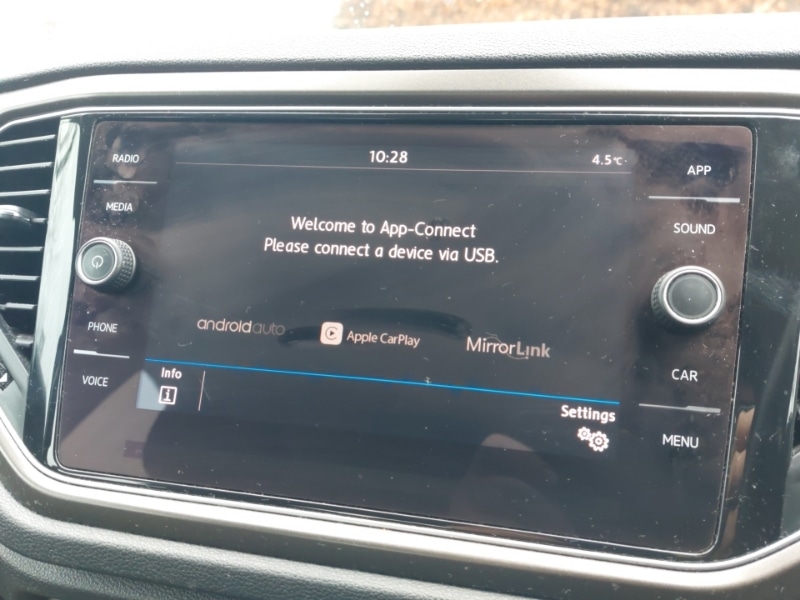 RADIO
10:28
4.5°C
APP
MEDIA
SOUND
Welcome to App-Connect
Please connect a device via USB.
PHONE
androidauto
Apple CarPlay
MirrorLink
VOICE
Info
i
CAR
Settings
MENU